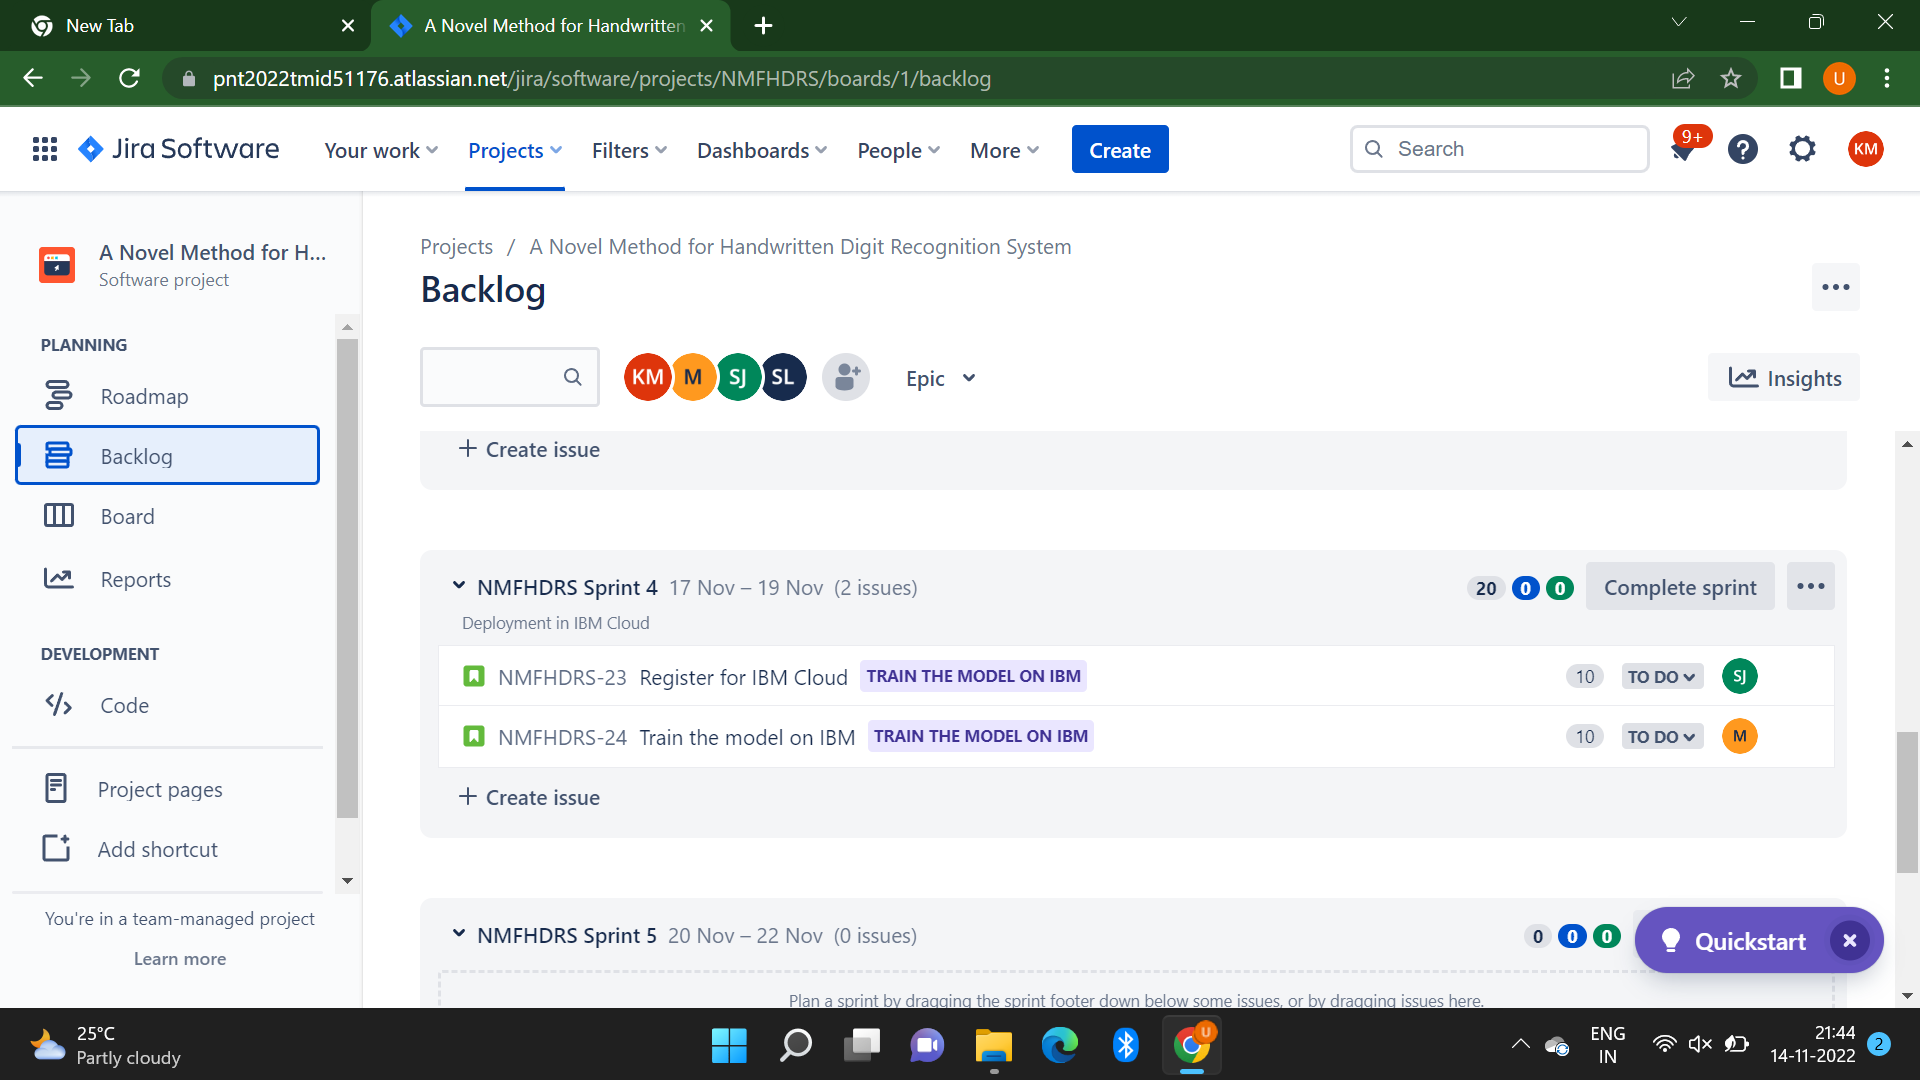 New Tab
A Novel Method for Handwritten
pnt2022tmid51176.atlassian.net/jira/software/projects/NMFHDRS/boards/1/backlog
U
Jira Software
Your work
Projects
Filters
Dashboards
People
More
Create
Search
9+
KM
A Novel Method for H...
Software project
PLANNING
Roadmap
Backlog
Board
Reports
DEVELOPMENT
Code
Project pages
Add shortcut
You're in a team-managed project
Learn more
Projects / A Novel Method for Handwritten Digit Recognition System
Backlog
KM M SJ SL
Epic
Insights
+ Create issue
NMFHDRS Sprint 4 17 Nov – 19 Nov (2 issues)
20 0 0 Complete sprint
Deployment in IBM Cloud
NMFHDRS-23 Register for IBM Cloud TRAIN THE MODEL ON IBM 10 TO DO SJ
NMFHDRS-24 Train the model on IBM TRAIN THE MODEL ON IBM 10 TO DO M
+ Create issue
NMFHDRS Sprint 5 20 Nov – 22 Nov (0 issues)
0 0 0
Quickstart
Plan a sprint by dragging the sprint footer down below some issues, or by dragging issues here.
25°C
Partly cloudy
U
ENG
IN
21:44
14-11-2022
2